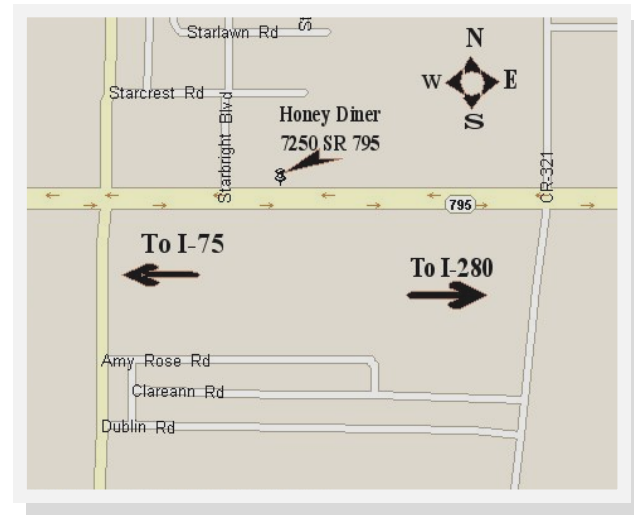 Starlawn Rd
St
N
W
E
S
Starcrest Rd
Starbright Blvd
Honey Diner
7250 SR 795
CR-321
795
To I-75
To I-280
Amy Rose Rd
Clareann Rd
Dublin Rd